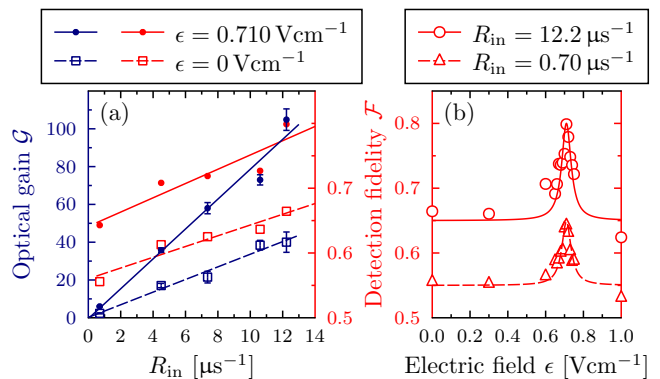 ϵ = 0.710 Vcm⁻¹
ϵ = 0 Vcm⁻¹
R_in = 12.2 μs⁻¹
R_in = 0.70 μs⁻¹
(a)
Optical gain 𝒢
100
80
60
40
20
0
0 2 4 6 8 10 12 14
R_in [μs⁻¹]
0.7
0.6
0.5
(b)
Detection fidelity ℱ
0.8
0.7
0.6
0.5
0.0 0.2 0.4 0.6 0.8 1.0
Electric field ϵ [Vcm⁻¹]